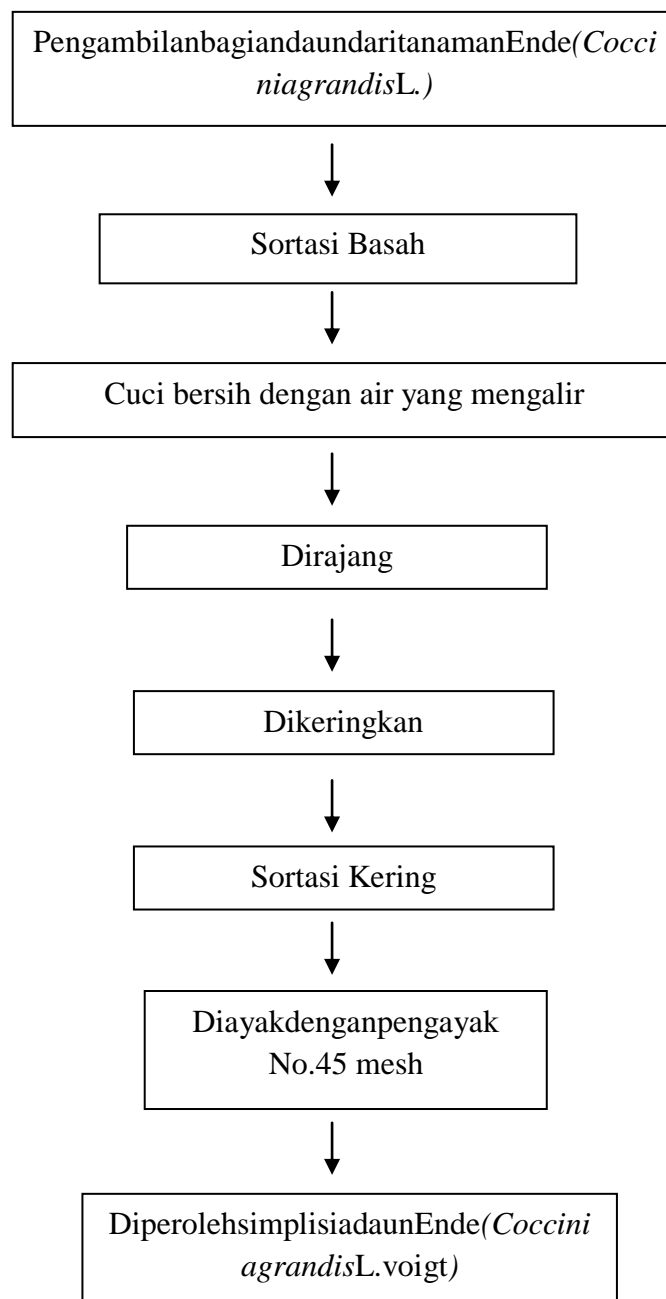 PengambilanbagiandaundaritanamanEnde(Cocci
niagrandisL.)
Sortasi Basah
Cuci bersih dengan air yang mengalir
Dirajang
Dikeringkan
Sortasi Kering
Diayakdenganpengayak
No.45 mesh
DiperolehsimplisiadaunEnde(Coccini
agrandisL.voigt)